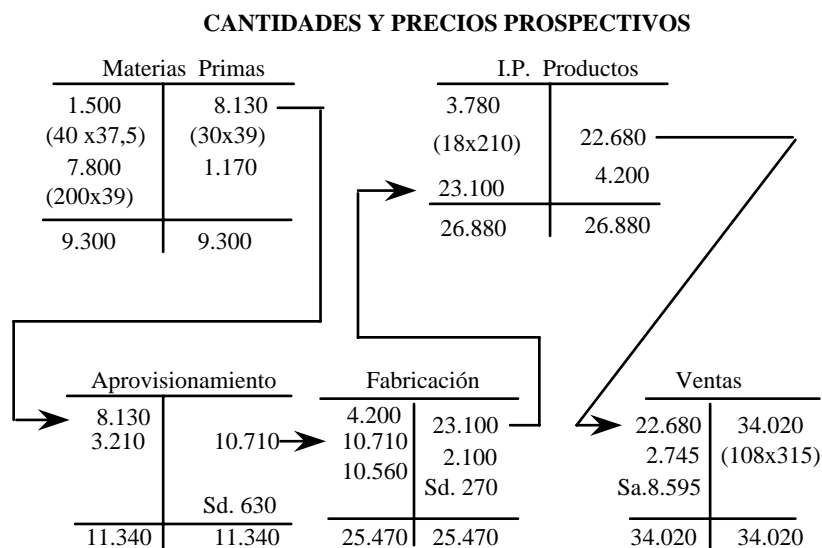 CANTIDADES Y PRECIOS PROSPECTIVOS
Materias Primas
1.500 8.130
(40 x37,5) (30x39)
7.800 1.170
(200x39)
9.300 9.300
I.P. Productos
3.780
(18x210) 22.680
23.100 4.200
26.880 26.880
Aprovisionamiento
8.130
3.210 10.710
Sd. 630
11.340 11.340
Fabricación
4.200 23.100
10.710 2.100
10.560 Sd. 270
25.470 25.470
Ventas
22.680 34.020
2.745 (108x315)
Sa.8.595
34.020 34.020